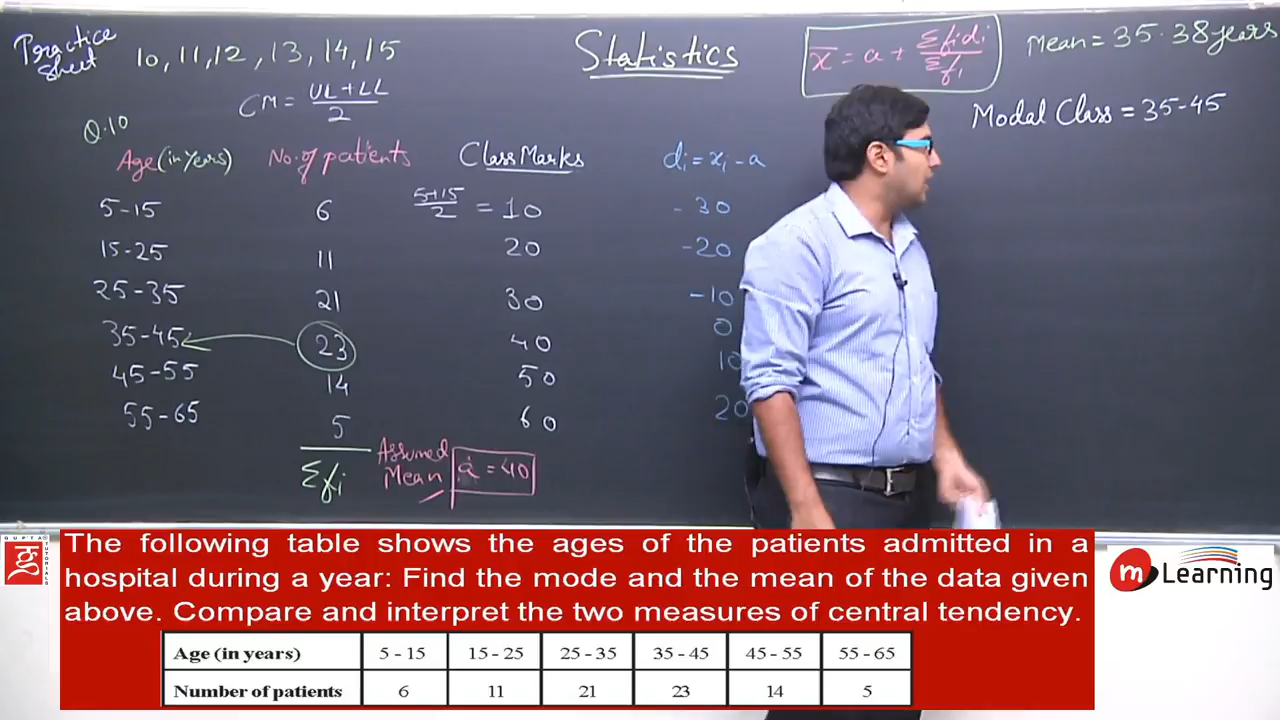 Practice Sheet
10, 11, 12, 13, 14, 15
Statistics
x̄ = a + Σfidi / Σfi
Mean = 35.38 years
CM = UL + LL / 2
Modal Class = 35-45
Q.10
Age (in years) No. of patients Class Marks di = xi - a
5-15 6 5+15 / 2 = 10 -30
15-25 11 20 -20
25-35 21 30 -10
35-45 23 40 0
45-55 14 50 10
55-65 5 60 20
Σfi Assumed Mean a = 40
GUPTA TUTORIALS
The following table shows the ages of the patients admitted in a
hospital during a year: Find the mode and the mean of the data given
above. Compare and interpret the two measures of central tendency.
m Learning
Age (in years) 5 - 15 15 - 25 25 - 35 35 - 45 45 - 55 55 - 65
Number of patients 6 11 21 23 14 5